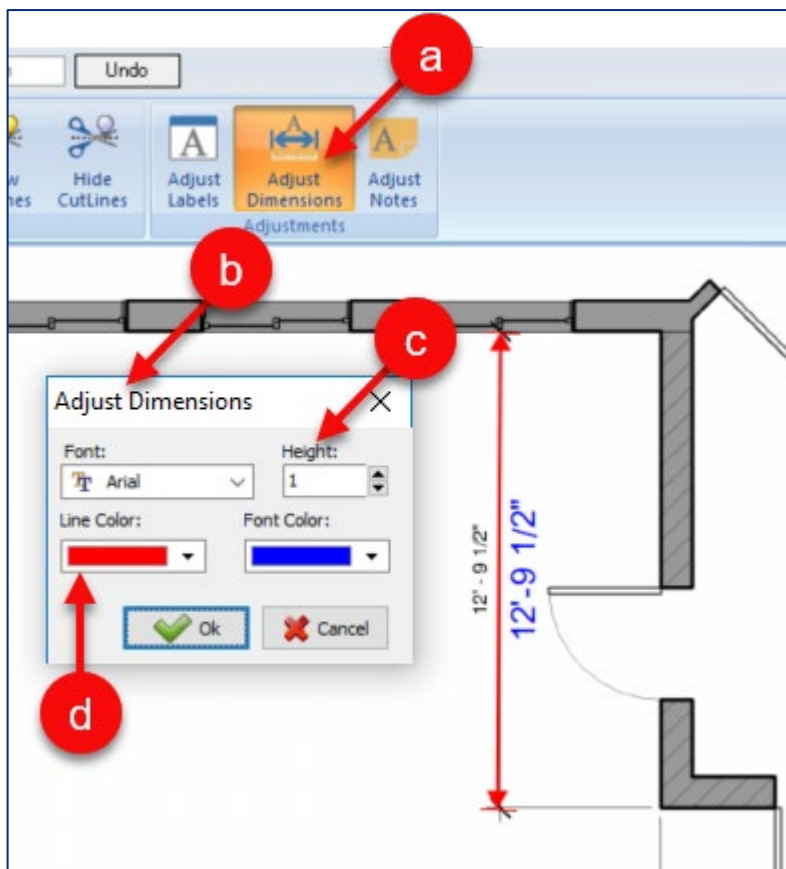 a
Undo
w
nes
Hide
CutLines
Adjust
Labels
Adjust
Dimensions
Adjust
Notes
Adjustments
b
c
Adjust Dimensions
Font:
Height:
Arial
1
Line Color:
Font Color:
Ok
Cancel
d
12' - 9 1/2"
12'-9 1/2"